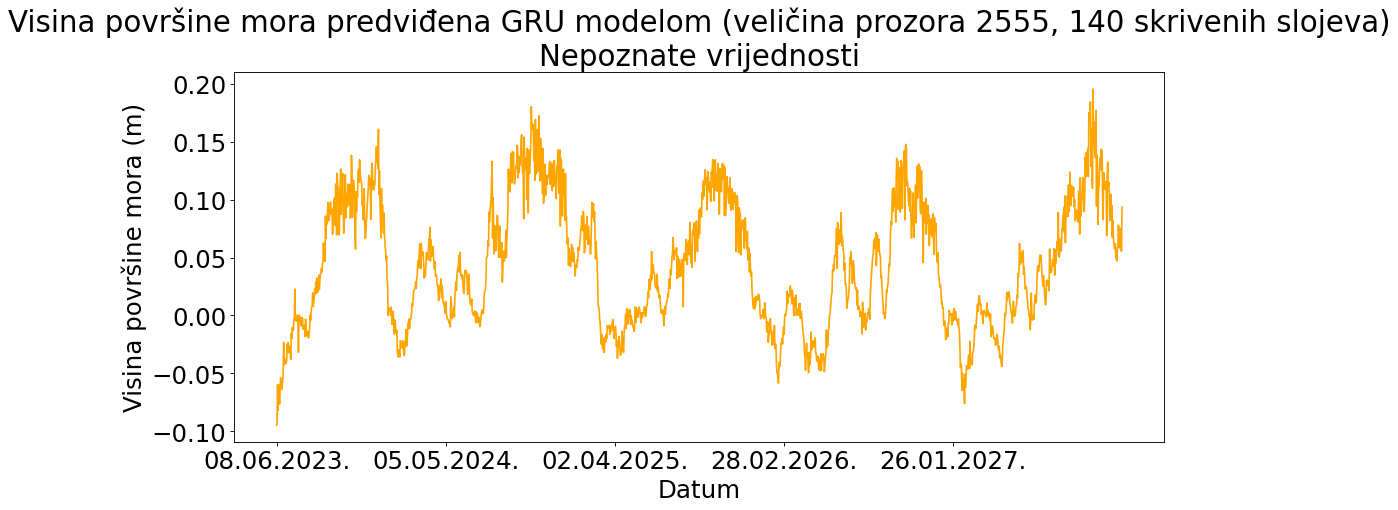 Visina površine mora predviđena GRU modelom (veličina prozora 2555, 140 skrivenih slojeva)
Nepoznate vrijednosti
Visina površine mora (m)
0.20
0.15
0.10
0.05
0.00
−0.05
−0.10
08.06.2023. 05.05.2024. 02.04.2025. 28.02.2026. 26.01.2027.
Datum